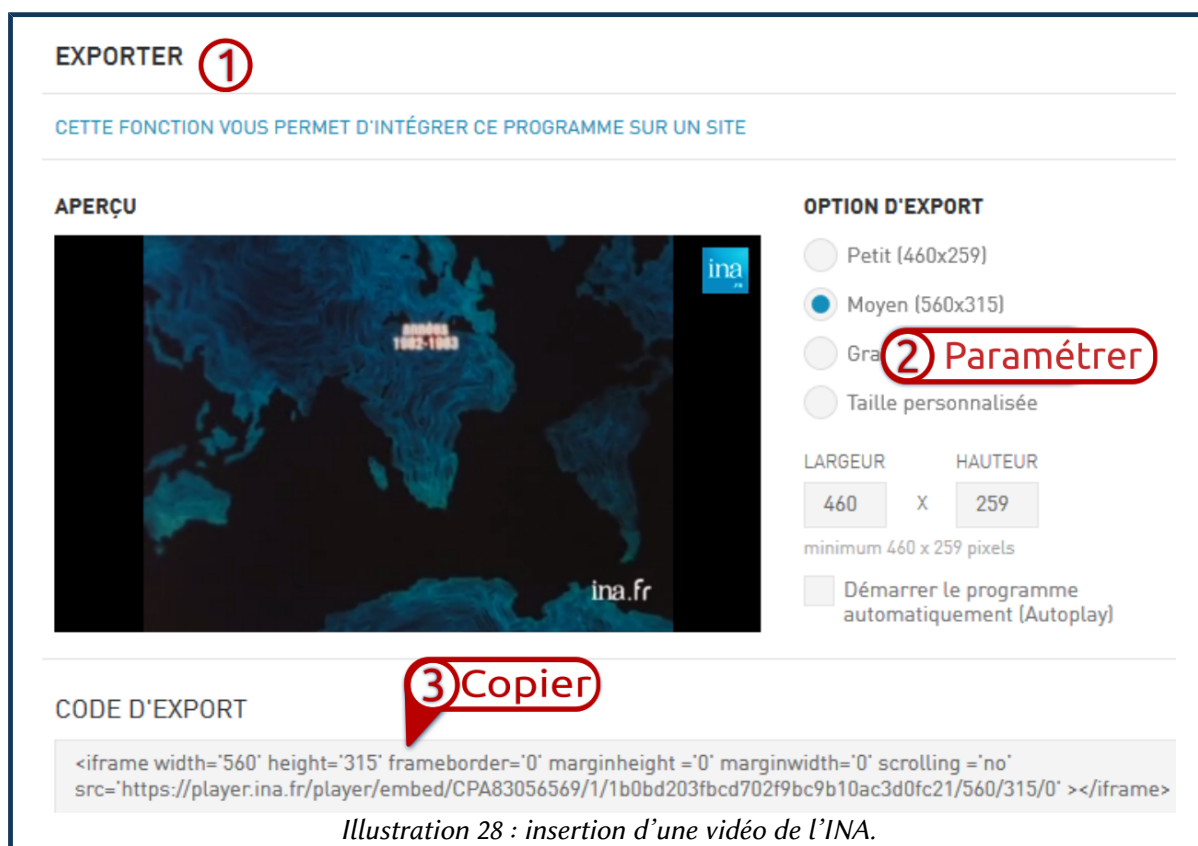 EXPORTER 1
CETTE FONCTION VOUS PERMET D'INTÉGRER CE PROGRAMME SUR UN SITE
APERÇU
ina
.fr
années
1982-1983
ina.fr
OPTION D'EXPORT
Petit (460x259)
Moyen (560x315)
Gra
2 Paramétrer
Taille personnalisée
LARGEUR HAUTEUR
460 X 259
minimum 460 x 259 pixels
Démarrer le programme
automatiquement (Autoplay)
3 Copier
CODE D'EXPORT
<iframe width='560' height='315' frameborder='0' marginheight ='0' marginwidth='0' scrolling ='no'
src='https://player.ina.fr/player/embed/CPA83056569/1/1b0bd203fbcd702f9bc9b10ac3d0fc21/560/315/0' ></iframe>
Illustration 28 : insertion d'une vidéo de l'INA.